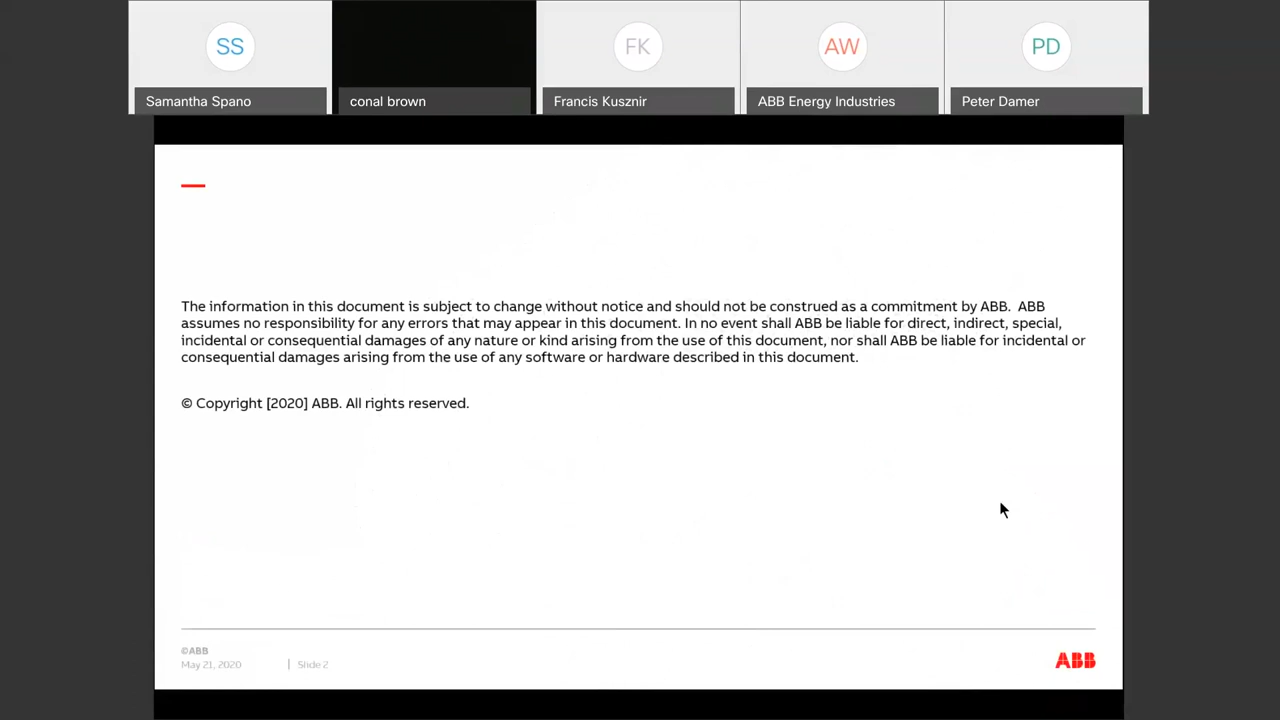 SS
FK
AW
PD
Samantha Spano
conal brown
Francis Kusznir
ABB Energy Industries
Peter Damer
The information in this document is subject to change without notice and should not be construed as a commitment by ABB.  ABB
assumes no responsibility for any errors that may appear in this document. In no event shall ABB be liable for direct, indirect, special,
incidental or consequential damages of any nature or kind arising from the use of this document, nor shall ABB be liable for incidental or
consequential damages arising from the use of any software or hardware described in this document.
© Copyright [2020] ABB. All rights reserved.
©ABB
May 21, 2020
| Slide 2
ABB